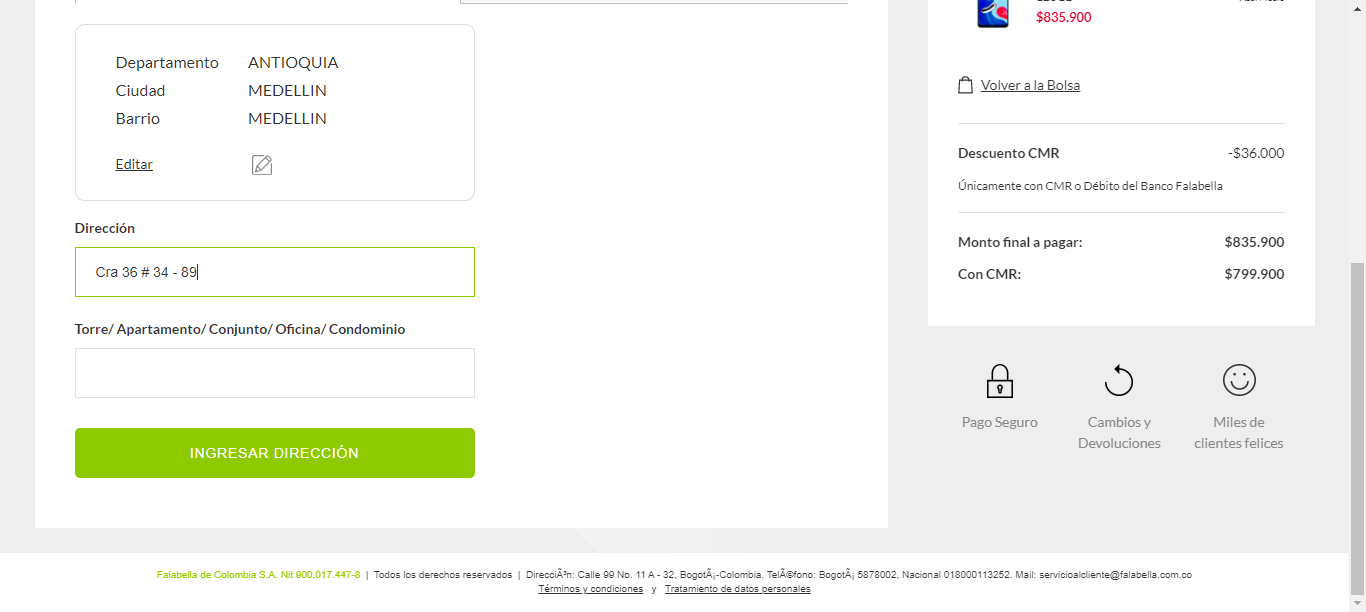 Departamento ANTIOQUIA
Ciudad MEDELLIN
Barrio MEDELLIN
Editar
Dirección
Cra 36 # 34 - 89
Torre/ Apartamento/ Conjunto/ Oficina/ Condominio
INGRESAR DIRECCIÓN
$835.900
Volver a la Bolsa
Descuento CMR -$36.000
Únicamente con CMR o Débito del Banco Falabella
Monto final a pagar: $835.900
Con CMR: $799.900
Pago Seguro
Cambios y
Devoluciones
Miles de
clientes felices
Falabella de Colombia S.A. Nit 900.017.447-8 | Todos los derechos reservados | DirecciÃ³n: Calle 99 No. 11 A - 32, BogotÃ¡-Colombia. TelÃ©fono: BogotÃ¡ 5878002, Nacional 018000113252. Mail: servicioalcliente@falabella.com.co
Términos y condiciones y Tratamiento de datos personales